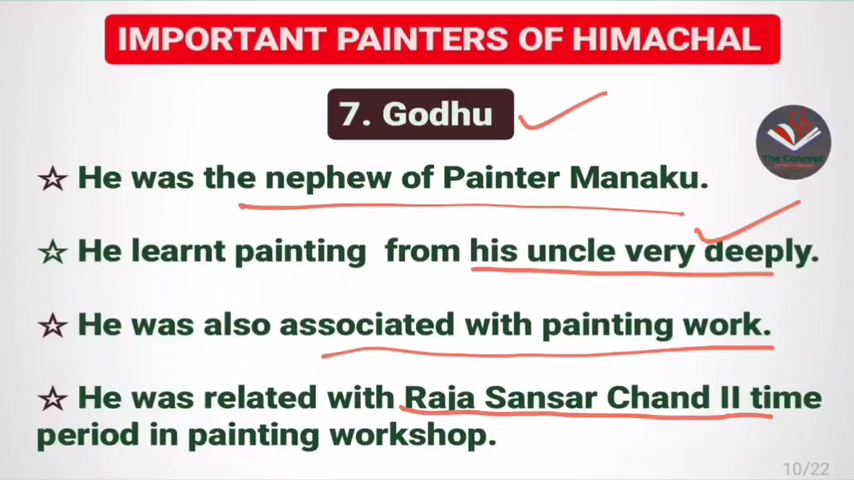 IMPORTANT PAINTERS OF HIMACHAL
7. Godhu
The Concept
☆ He was the nephew of Painter Manaku.
☆ He learnt painting from his uncle very deeply.
☆ He was also associated with painting work.
☆ He was related with Raja Sansar Chand II time
period in painting workshop.
10/22